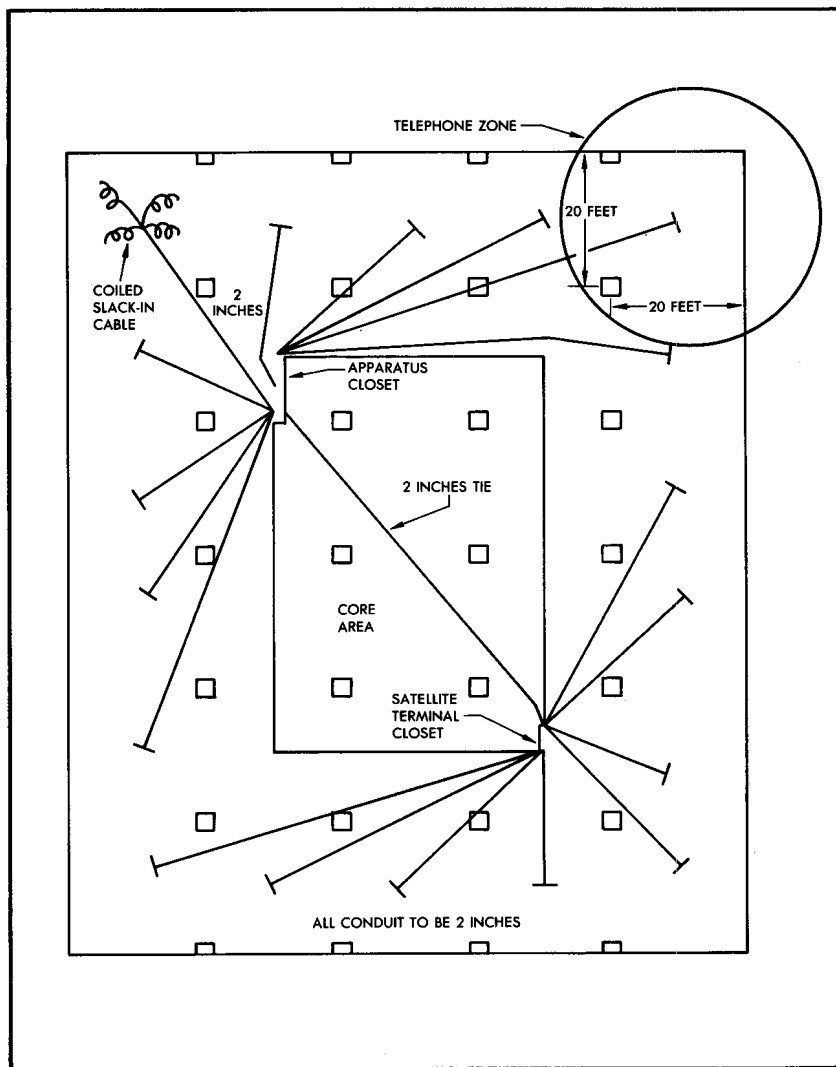 TELEPHONE ZONE
20 FEET
20 FEET
COILED
SLACK-IN
CABLE
2
INCHES
APPARATUS
CLOSET
2 INCHES TIE
CORE
AREA
SATELLITE
TERMINAL
CLOSET
ALL CONDUIT TO BE 2 INCHES